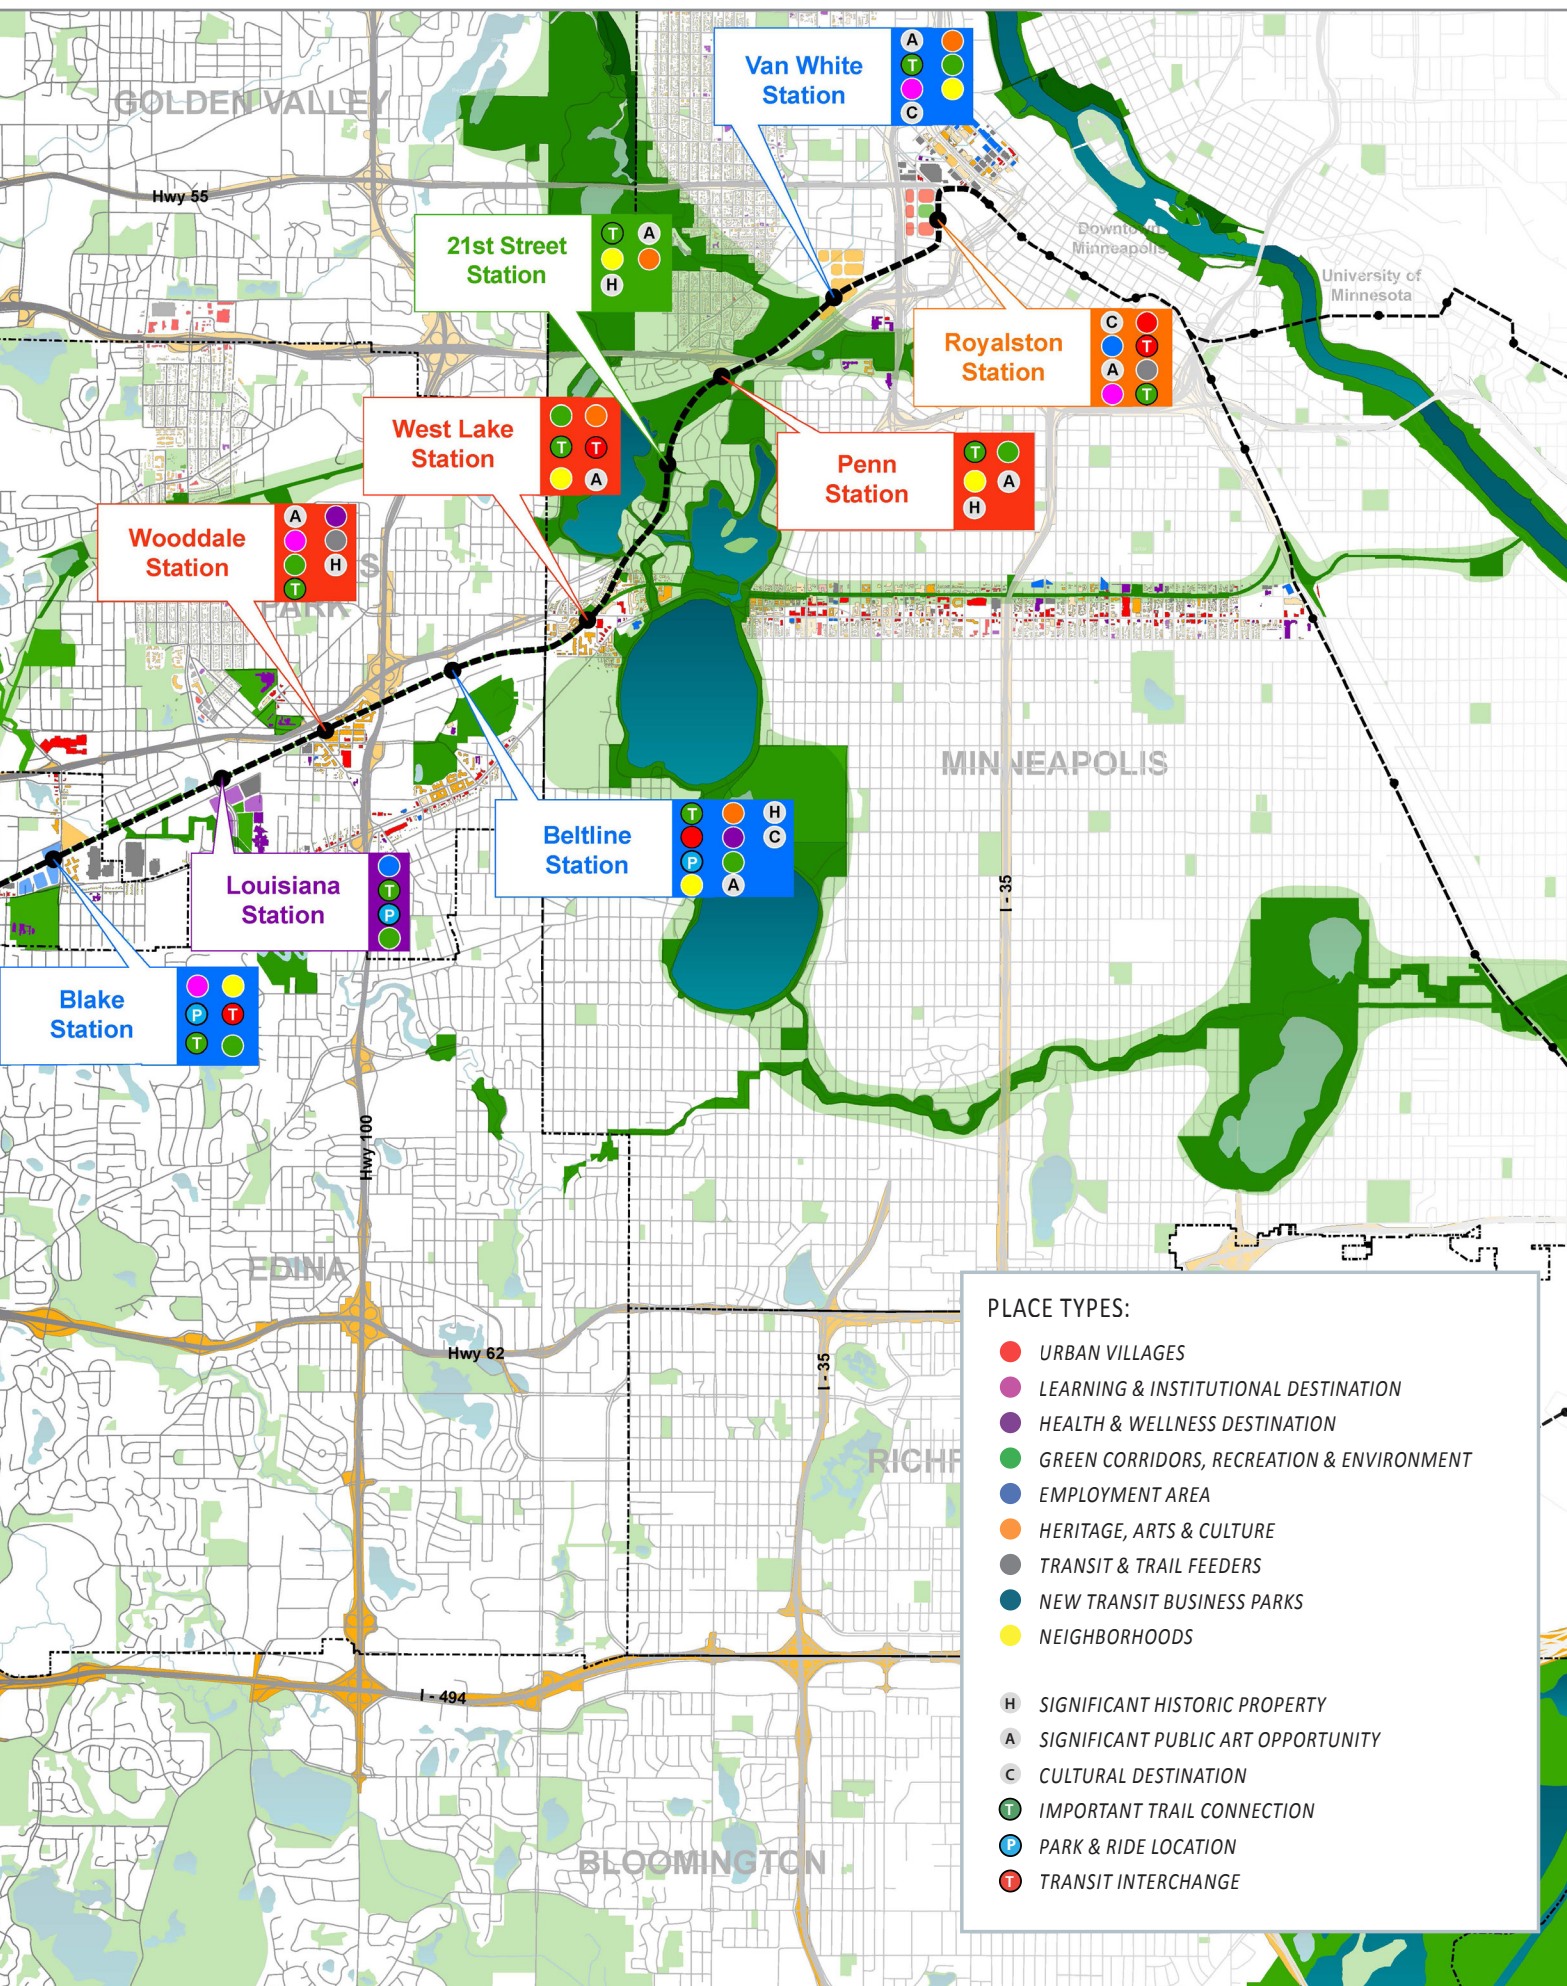 GOLDEN VALLEY
Hwy 55
Van White
Station
A
T
C
21st Street
Station
T A
H
Downtown
Minneapolis
University of
Minnesota
Royalston
Station
C
T
A
T
West Lake
Station
T T
A
Penn
Station
T
A
H
Wooddale
Station
A
H
T
S
PARK
MINNEAPOLIS
Beltline
Station
T H
C
P
A
Louisiana
Station
T
P
I - 35
Blake
Station
P T
T
Hwy 100
EDINA
Hwy 62
I - 35
RICHF
I - 494
BLOOMINGTON
PLACE TYPES:
URBAN VILLAGES
LEARNING & INSTITUTIONAL DESTINATION
HEALTH & WELLNESS DESTINATION
GREEN CORRIDORS, RECREATION & ENVIRONMENT
EMPLOYMENT AREA
HERITAGE, ARTS & CULTURE
TRANSIT & TRAIL FEEDERS
NEW TRANSIT BUSINESS PARKS
NEIGHBORHOODS
H SIGNIFICANT HISTORIC PROPERTY
A SIGNIFICANT PUBLIC ART OPPORTUNITY
C CULTURAL DESTINATION
T IMPORTANT TRAIL CONNECTION
P PARK & RIDE LOCATION
T TRANSIT INTERCHANGE